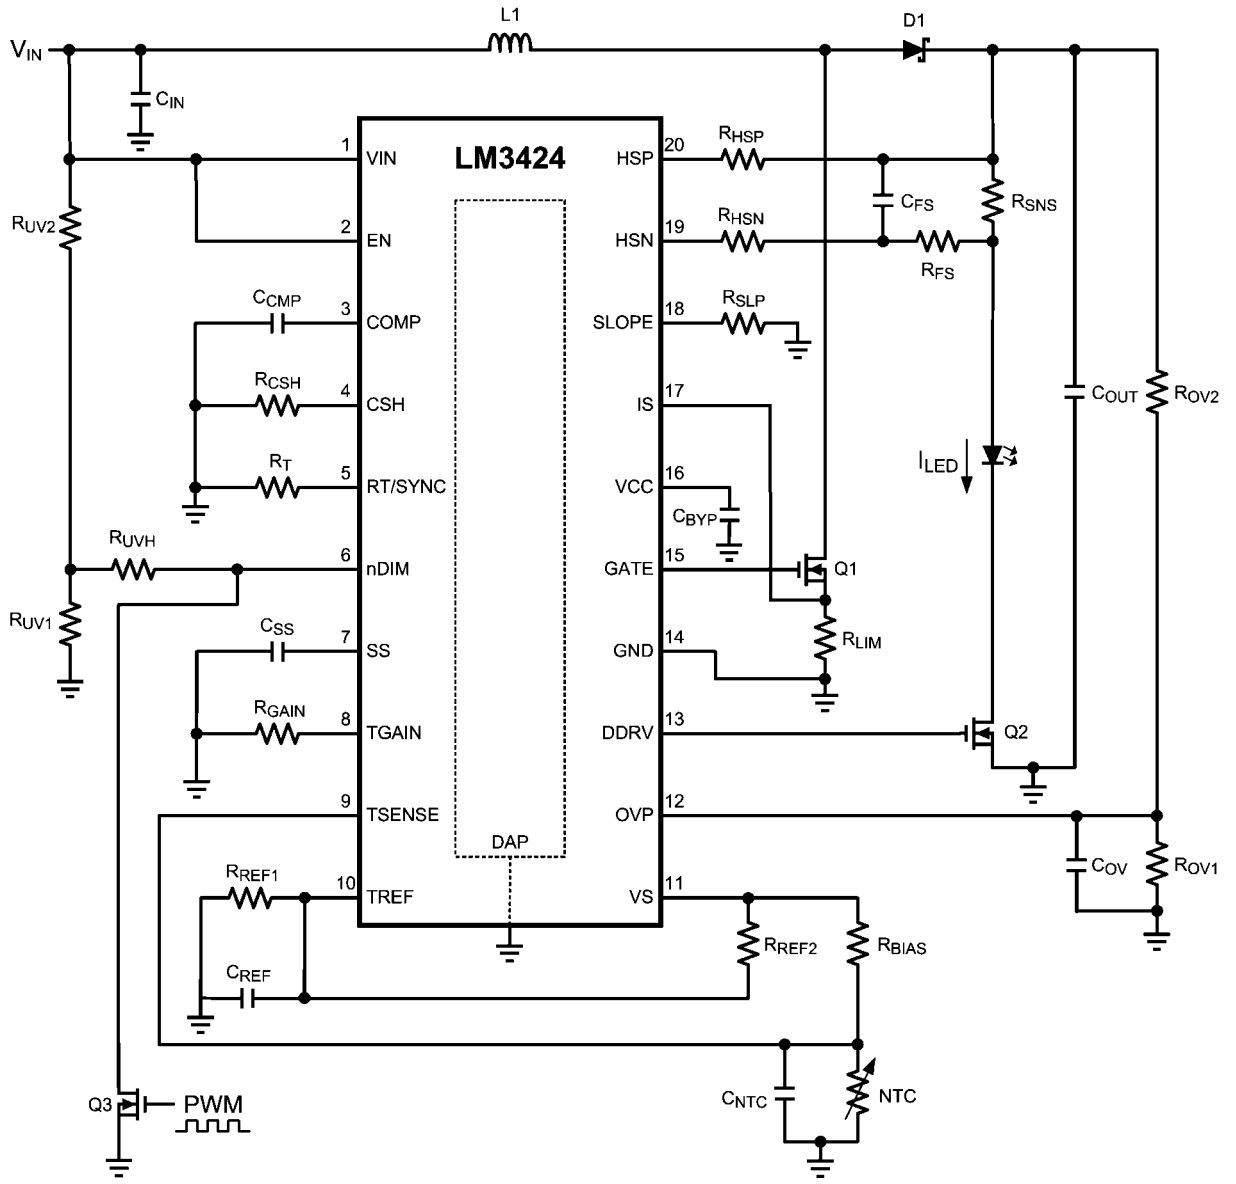 L1
D1
VIN
CIN
LM3424
1 VIN
HSP 20
RHSP
RUV2
2 EN
HSN 19
RHSN
CFS
RSNS
RFS
CCMP
3 COMP
SLOPE 18
RSLP
RCSH
4 CSH
IS 17
COUT
ROV2
RT
5 RT/SYNC
VCC 16
CBYP
ILED
RUVH
6 nDIM
GATE 15
Q1
RUV1
CSS
7 SS
GND 14
RLIM
RGAIN
8 TGAIN
DDRV 13
Q2
9 TSENSE
OVP 12
DAP
COV
ROV1
RREF1
10 TREF
VS 11
RREF2
RBIAS
CREF
Q3
PWM
CNTC
NTC